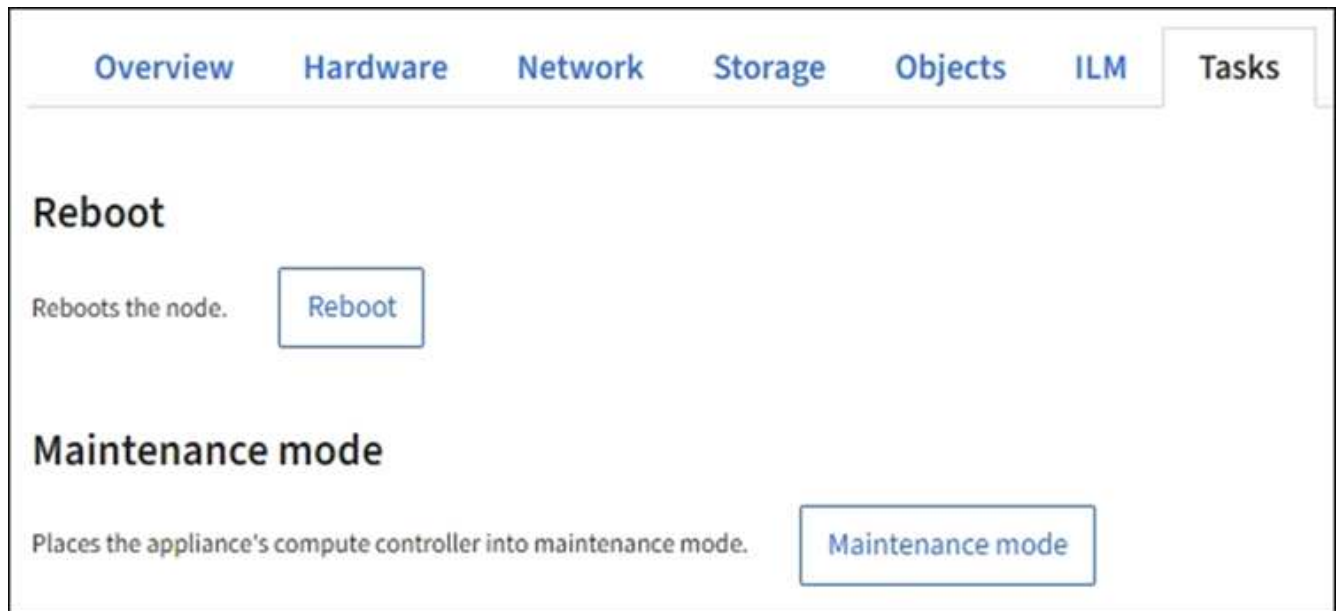 Overview Hardware Network Storage Objects ILM Tasks
Reboot
Reboots the node. Reboot
Maintenance mode
Places the appliance's compute controller into maintenance mode. Maintenance mode